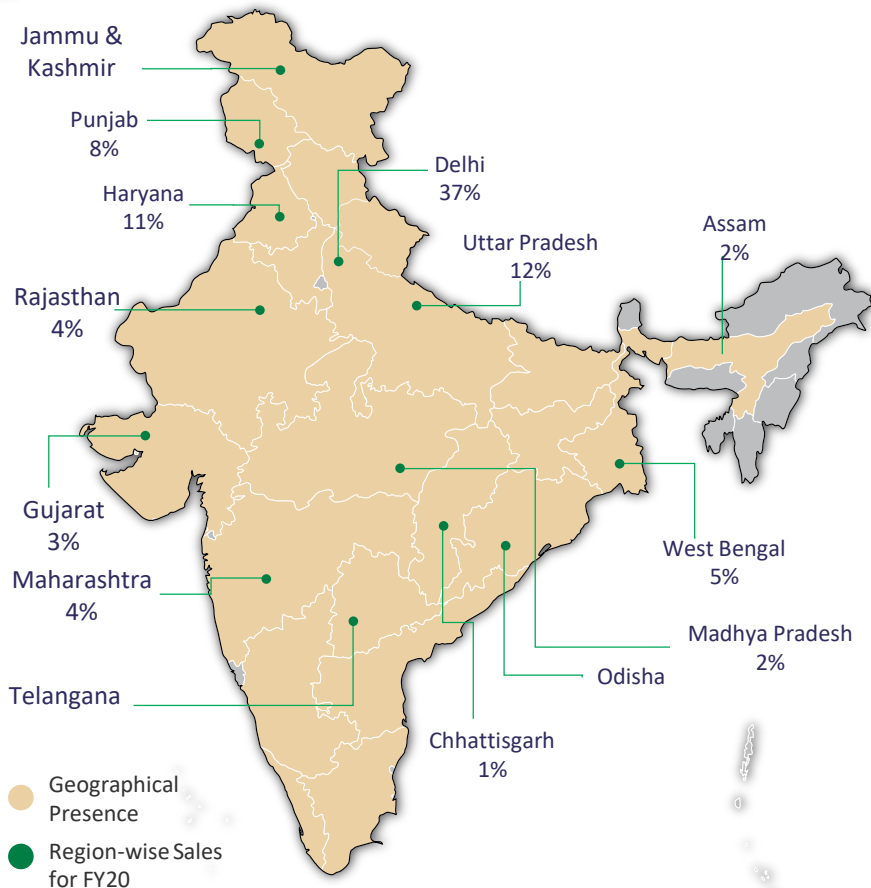 Jammu &
Kashmir
Punjab
8%
Delhi
37%
Haryana
11%
Assam
2%
Uttar Pradesh
12%
Rajasthan
4%
Gujarat
3%
West Bengal
5%
Maharashtra
4%
Madhya Pradesh
2%
Odisha
Telangana
Chhattisgarh
1%
Geographical
Presence
Region-wise Sales
for FY20